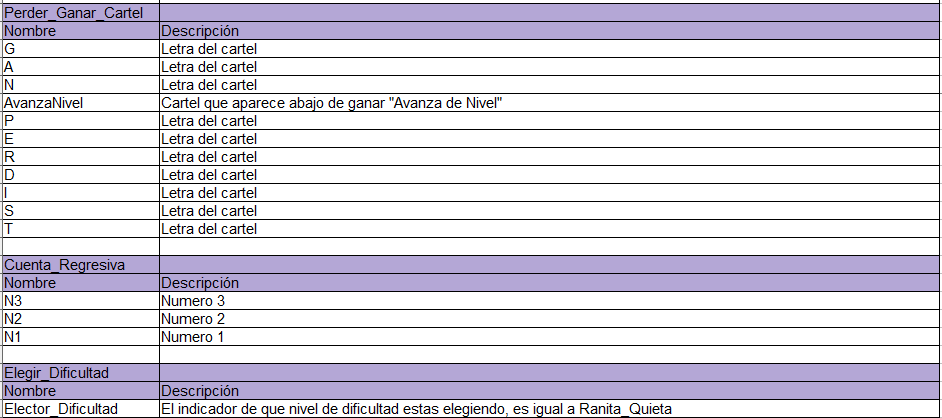 Perder_Ganar_Cartel
Nombre Descripción
G Letra del cartel
A Letra del cartel
N Letra del cartel
AvanzaNivel Cartel que aparece abajo de ganar "Avanza de Nivel"
P Letra del cartel
E Letra del cartel
R Letra del cartel
D Letra del cartel
I Letra del cartel
S Letra del cartel
T Letra del cartel
Cuenta_Regresiva
Nombre Descripción
N3 Numero 3
N2 Numero 2
N1 Numero 1
Elegir_Dificultad
Nombre Descripción
Elector_Dificultad El indicador de que nivel de dificultad estas elegiendo, es igual a Ranita_Quieta